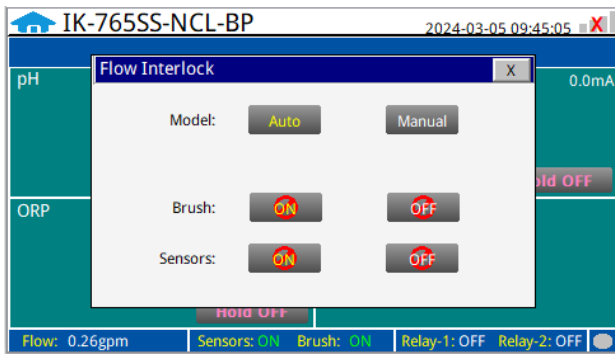 IK-765SS-NCL-BP
2024-03-05 09:45:05
Flow Interlock X
pH 0.0mA
Model: Auto Manual
Hold OFF
ORP
Brush: ON OFF
Sensors: ON OFF
Hold OFF
Flow: 0.26gpm Sensors: ON Brush: ON Relay-1: OFF Relay-2: OFF